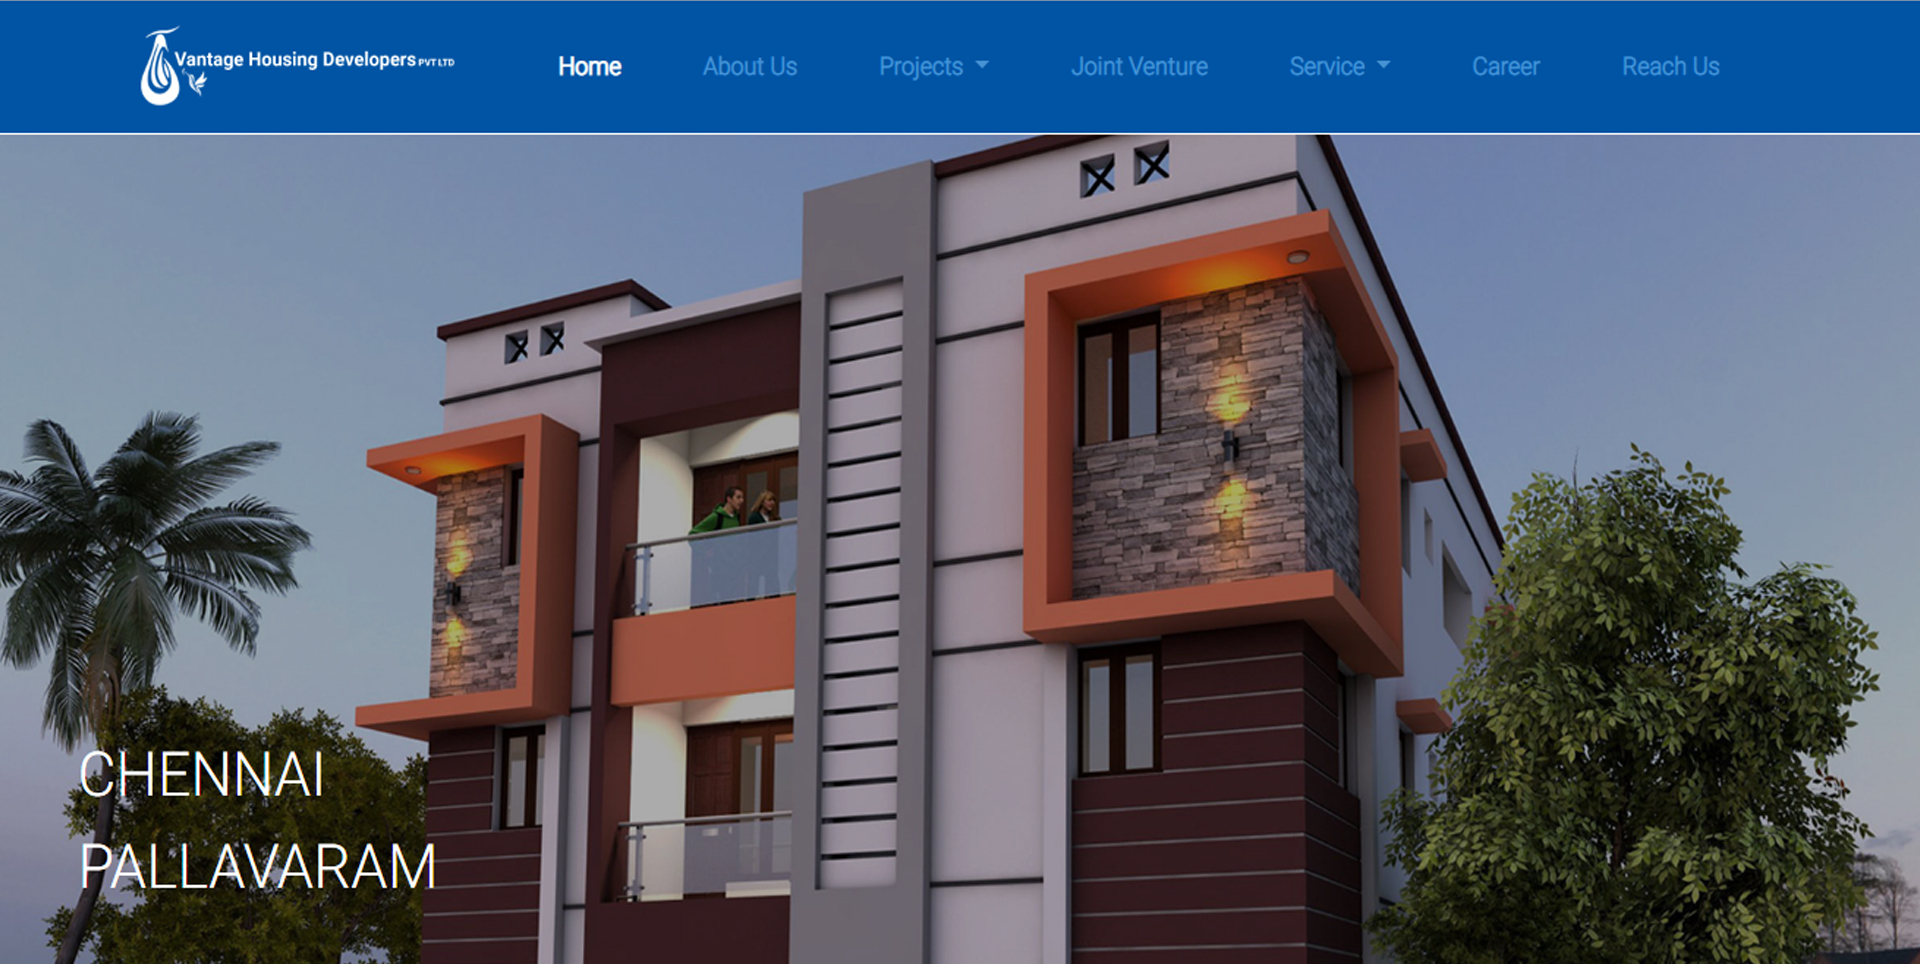 Vantage Housing Developers PVT LTD
Home About Us Projects Joint Venture Service Career Reach Us
CHENNAI
PALLAVARAM